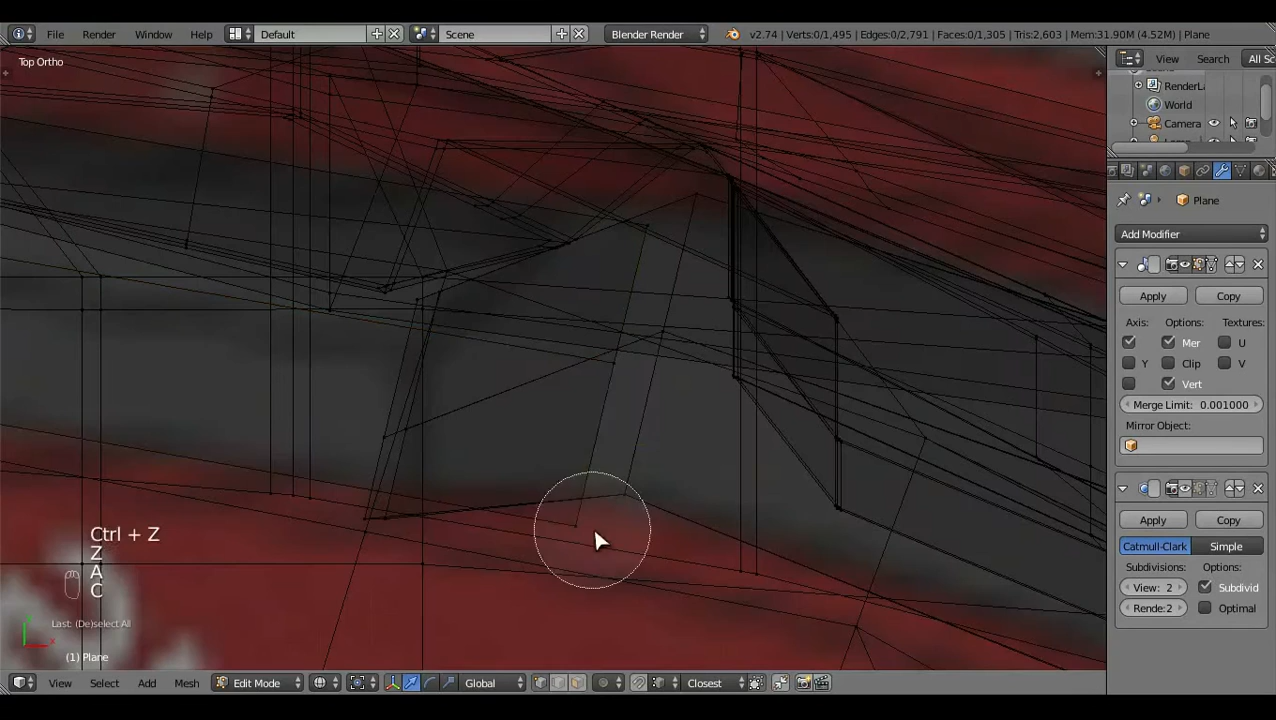 File Render Window Help Default Scene Blender Render v2.74 | Verts:0/1,495 | Edges:0/2,791 | Faces:0/1,305 | Tris:2,603 | Mem:31.90M (4.52M) | Plane
Top Ortho
View Search All Sc
RenderLa
World
Camera
Plane
Add Modifier
Apply Copy
Axis: Options: Textures:
Mer U
Y Clip V
Vert
Merge Limit: 0.001000
Mirror Object:
Apply Copy
Catmull-Clark Simple
Subdivisions: Options:
View: 2 Subdivid
Rende:2 Optimal
Ctrl + Z
Z
A
C
Last: (De)select All
(1) Plane
View Select Add Mesh Edit Mode Global Closest